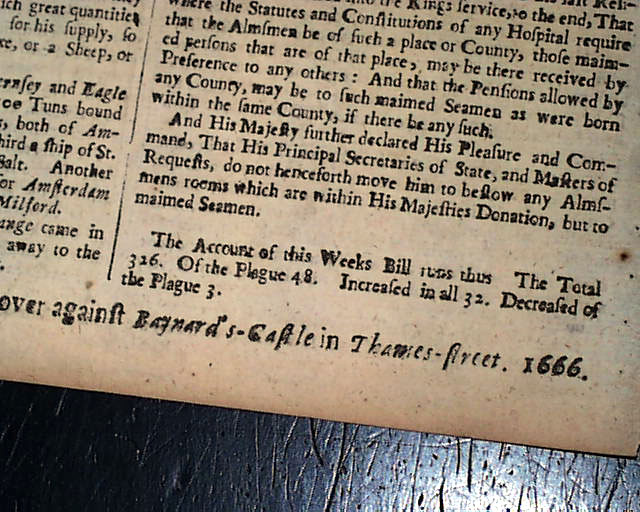 ich great quantities
for his supply, so
ke, or a Sheep, or
ernsey and Eagle
Tuns bound
s, both of Am-
hird a ship of St.
Salt. Another
for Amsterdam
Milford.
ange came in
away to the
the Kings service, to the end, That
where the Statutes and Constitutions of any Hospital require
that the Almsmen be of such a place or County, those maim-
ed persons that are of that place, may be there received by
Preference to any others: And that the Pensions allowed by
any County, may be to such maimed Seamen as were born
within the same County, if there be any such.
And His Majesty further declared His Pleasure and Com-
mand, That His Principal Secretaries of State, and Masters of
Requests, do not henceforth move him to bestow any Alms-
mens rooms which are within His Majesties Donation, but to
maimed Seamen.
The Account of this Weeks Bill runs thus The Total
326. Of the Plague 48. Increased in all 32. Decreased of
the Plague 3.
over against Baynard's-Castle in Thames-street. 1666.